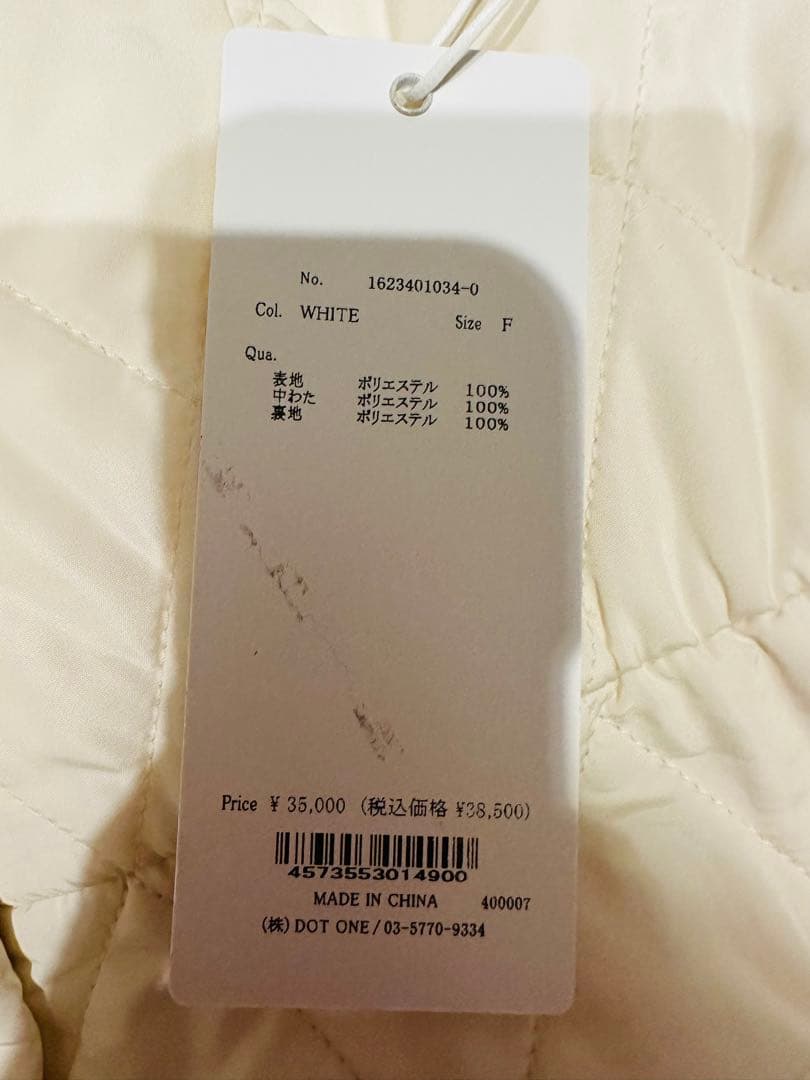 No. 1623401034-0
Col. WHITE Size F
Qua.
表地 ポリエステル 100%
中わた ポリエステル 100%
裏地 ポリエステル 100%
Price ¥ 35,000 (税込価格 ¥38,500)
4573553014900
MADE IN CHINA 400007
(株) DOT ONE / 03-5770-9334